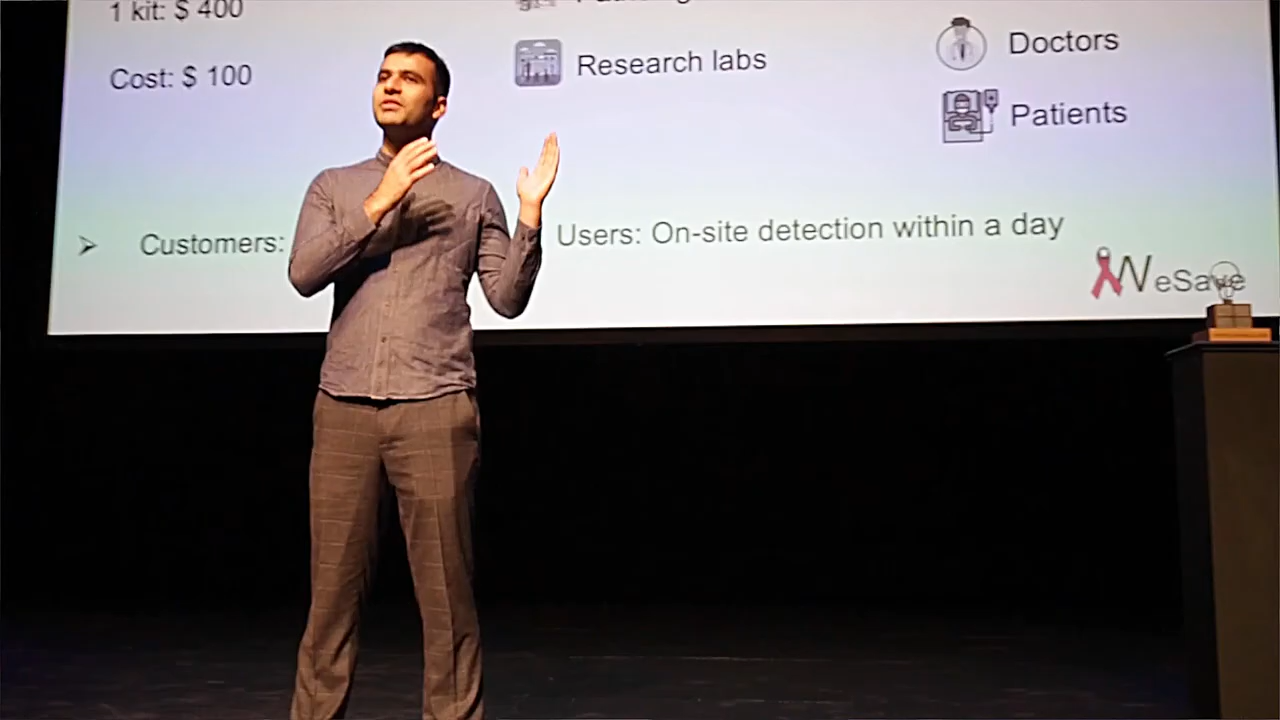 1 kit: $ 400
Cost: $ 100
Research labs
Doctors
Patients
➢ Customers:
Users: On-site detection within a day
WeSave